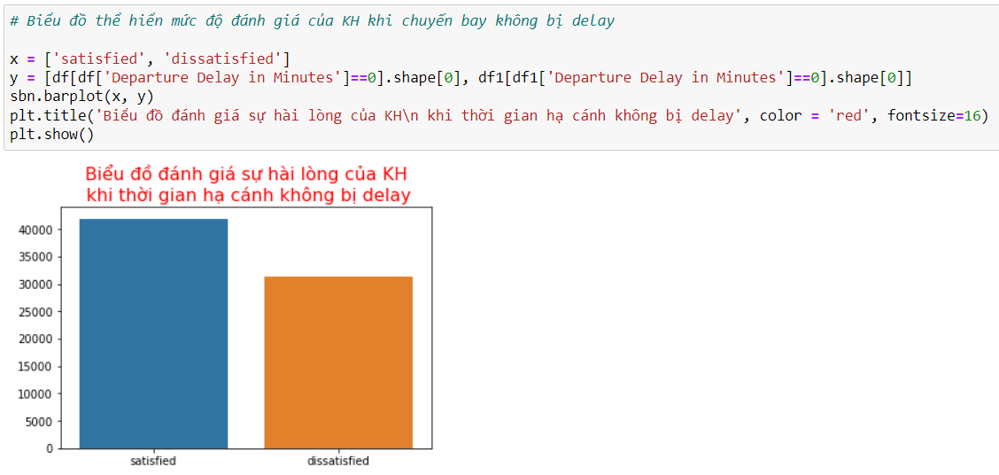 # Biểu đồ thể hiển mức độ đánh giá của KH khi chuyến bay không bị delay
x = ['satisfied', 'dissatisfied']
y = [df[df['Departure Delay in Minutes']==0].shape[0], df1[df1['Departure Delay in Minutes']==0].shape[0]]
sbn.barplot(x, y)
plt.title('Biểu đồ đánh giá sự hài lòng của KH\n khi thời gian hạ cánh không bị delay', color = 'red', fontsize=16)
plt.show()
Biểu đồ đánh giá sự hài lòng của KH
khi thời gian hạ cánh không bị delay
40000
35000
30000
25000
20000
15000
10000
5000
0
satisfied dissatisfied